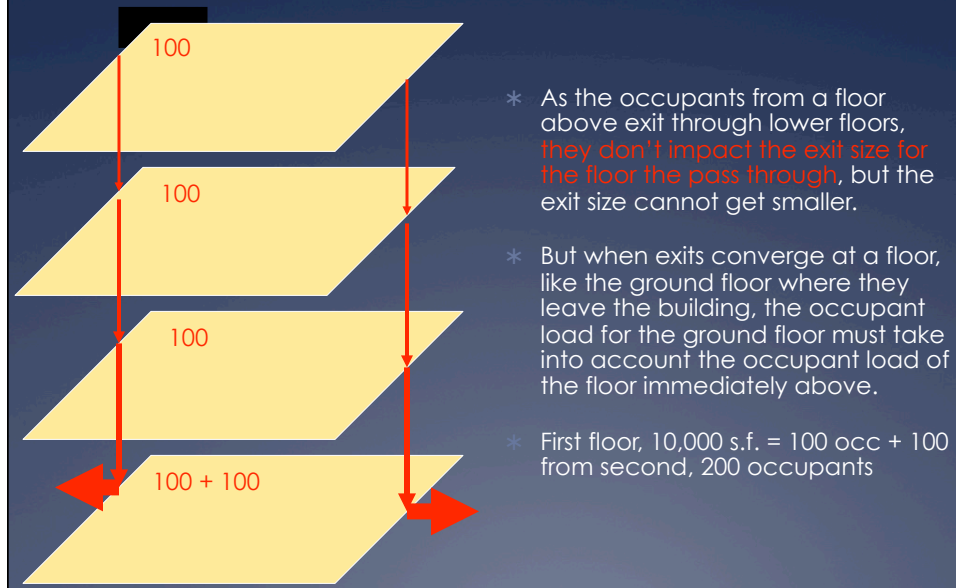 100
100
100
100 + 100
* As the occupants from a floor
above exit through lower floors,
they don't impact the exit size for
the floor the pass through, but the
exit size cannot get smaller.
* But when exits converge at a floor,
like the ground floor where they
leave the building, the occupant
load for the ground floor must take
into account the occupant load of
the floor immediately above.
* First floor, 10,000 s.f. = 100 occ + 100
from second, 200 occupants